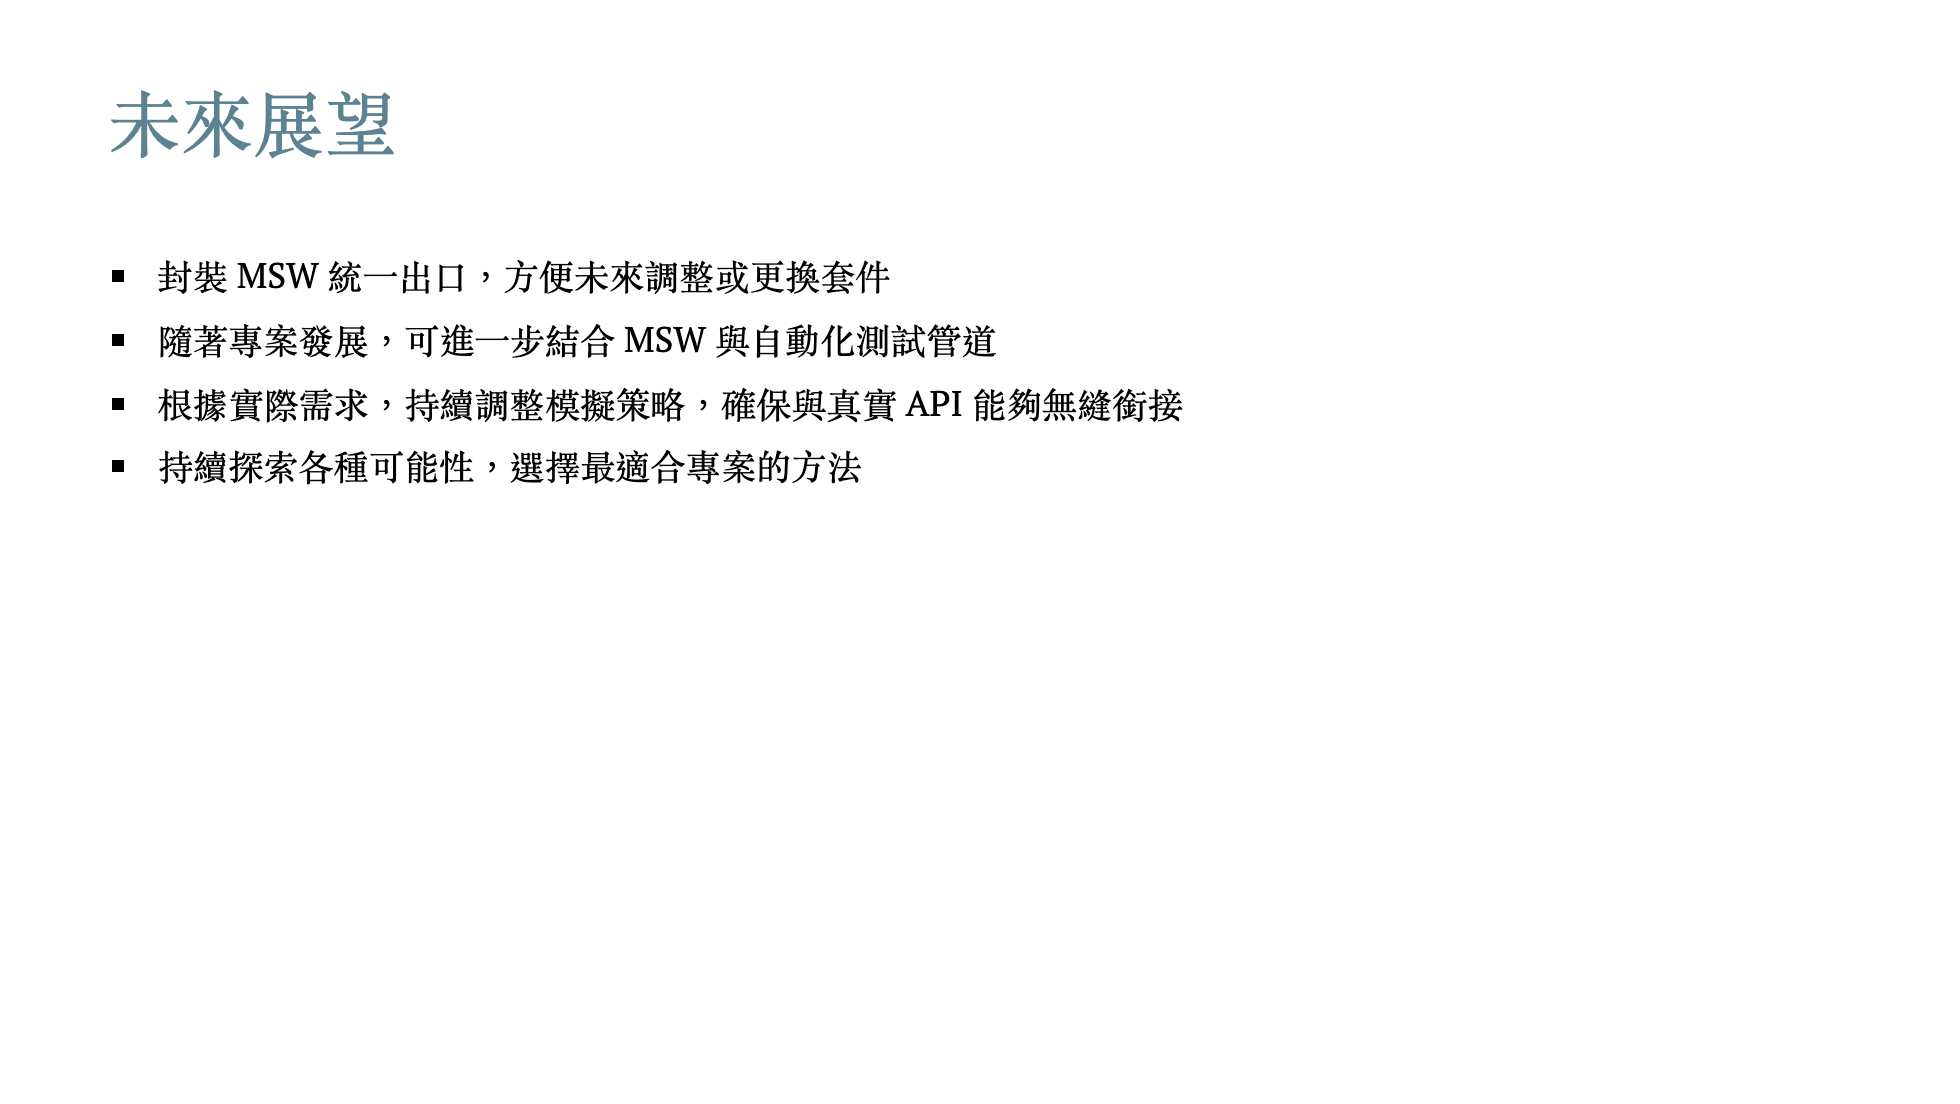 未來展望
▪ 封裝 MSW 統一出口，方便未來調整或更換套件
▪ 隨著專案發展，可進一步結合 MSW 與自動化測試管道
▪ 根據實際需求，持續調整模擬策略，確保與真實 API 能夠無縫銜接
▪ 持續探索各種可能性，選擇最適合專案的方法